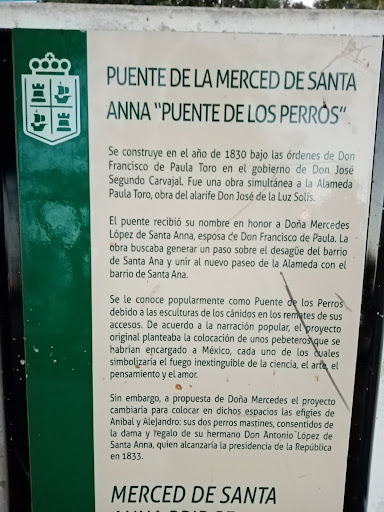 PUENTE DE LA MERCED DE SANTA
ANNA "PUENTE DE LOS PERROS"
Se construye en el año de 1830 bajo las órdenes de Don
Francisco de Paula Toro en el gobierno de Don José
Segundo Carvajal. Fue una obra simultánea a la Alameda
Paula Toro, obra del alarife Don José de la Luz Solís.
El puente recibió su nombre en honor a Doña Mercedes
López de Santa Anna, esposa de Don Francisco de Paula. La
obra buscaba generar un paso sobre el desagüe del barrio
de Santa Ana y unir al nuevo paseo de la Alameda con el
barrio de Santa Ana.
Se le conoce popularmente como Puente de los Perros
debido a las esculturas de los cánidos en los remates de sus
accesos. De acuerdo a la narración popular, el proyecto
original planteaba la colocación de unos pebeteros que se
habrían encargado a México, cada uno de los cuales
simbolizaría el fuego inextinguible de la ciencia, el arte, el
pensamiento y el amor.
Sin embargo, a propuesta de Doña Mercedes el proyecto
cambiaría para colocar en dichos espacios las efigies de
Anibal y Alejandro: sus dos perros mastines, consentidos de
la dama y regalo de su hermano Don Antonio López de
Santa Anna, quien alcanzaría la presidencia de la República
en 1833.
MERCED DE SANTA
ANNA BRIDGE